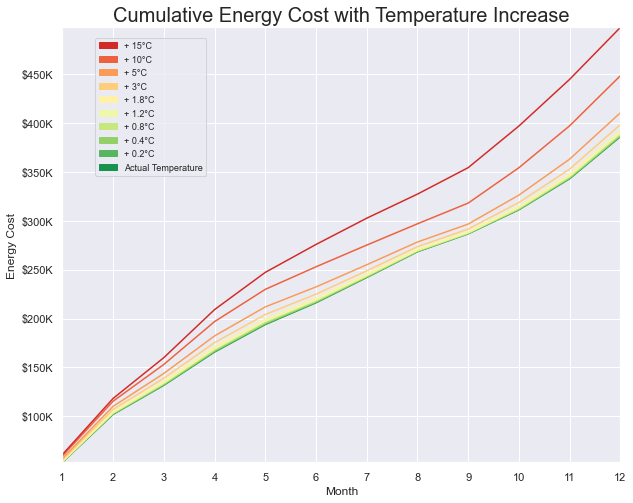 Cumulative Energy Cost with Temperature Increase
+ 15°C
+ 10°C
+ 5°C
+ 3°C
+ 1.8°C
+ 1.2°C
+ 0.8°C
+ 0.4°C
+ 0.2°C
Actual Temperature
$450K
$400K
$350K
$300K
$250K
$200K
$150K
$100K
Energy Cost
1 2 3 4 5 6 7 8 9 10 11 12
Month